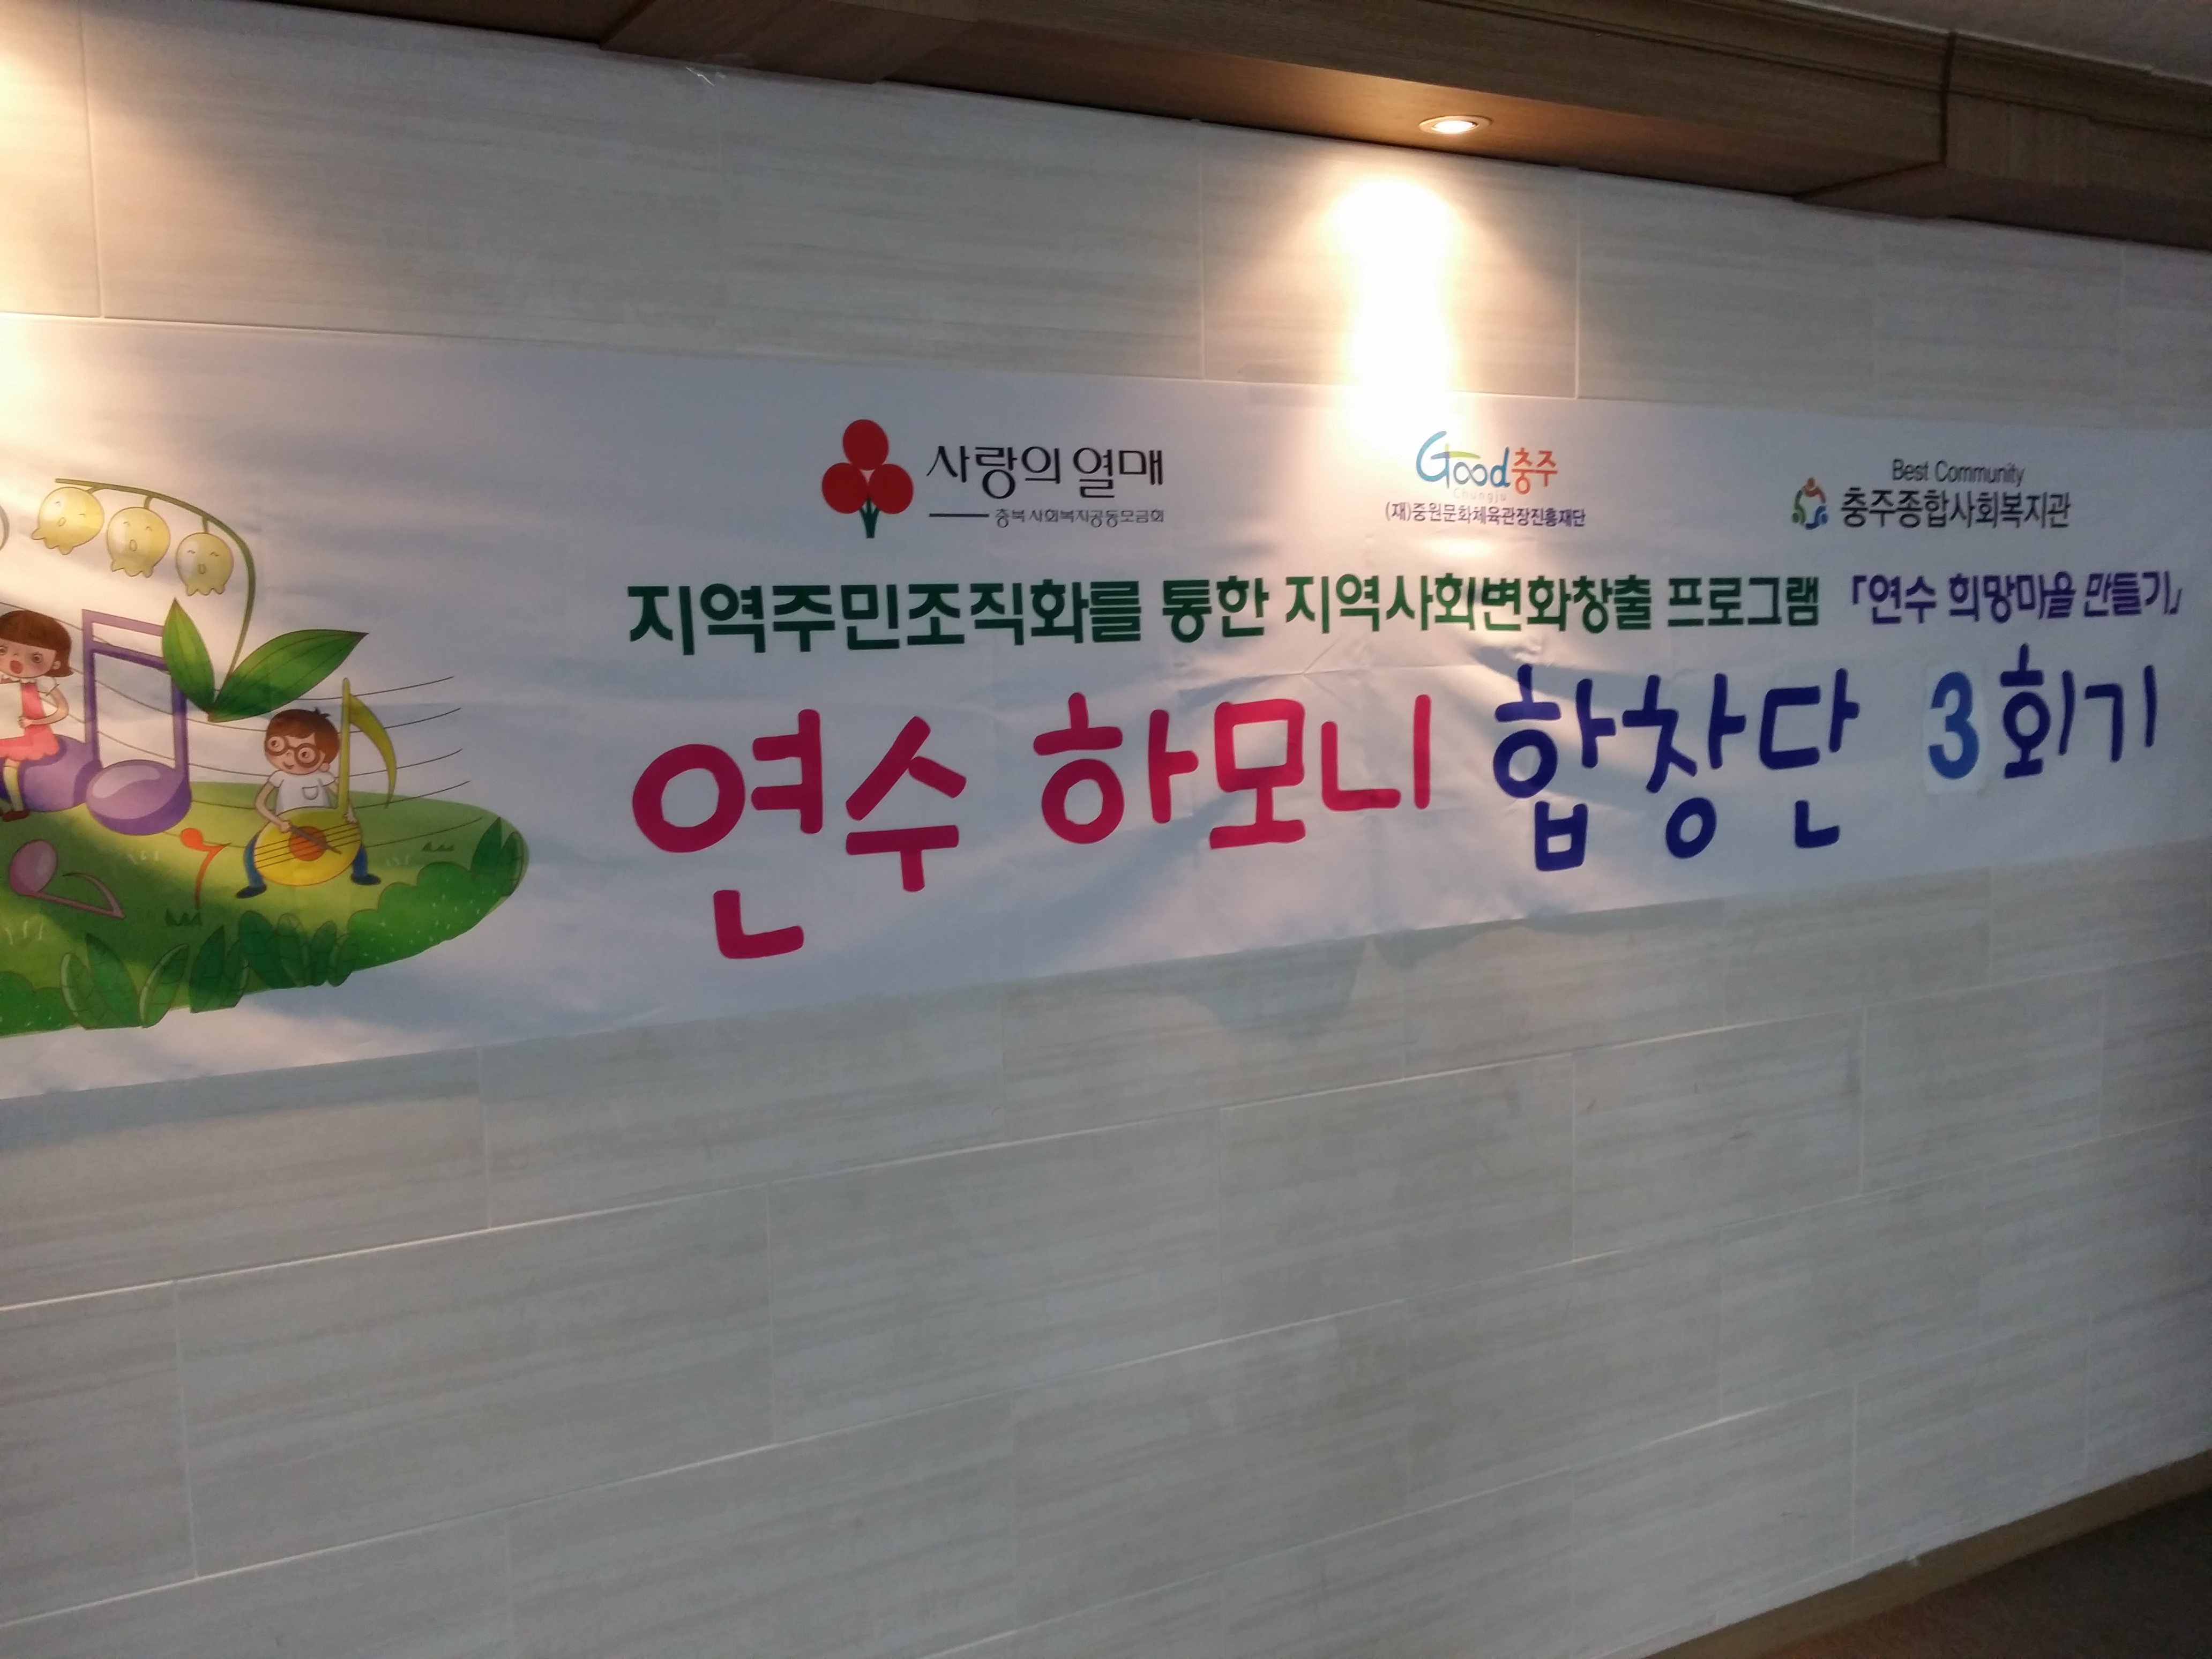 사랑의 열매
충북사회복지공동모금회
Good충주
Chungju
(재)중원문화체육관광진흥재단
Best Community
충주종합사회복지관
지역주민조직화를 통한 지역사회변화창출 프로그램 「연수 희망마을 만들기」
연수 하모니 합창단 3회기